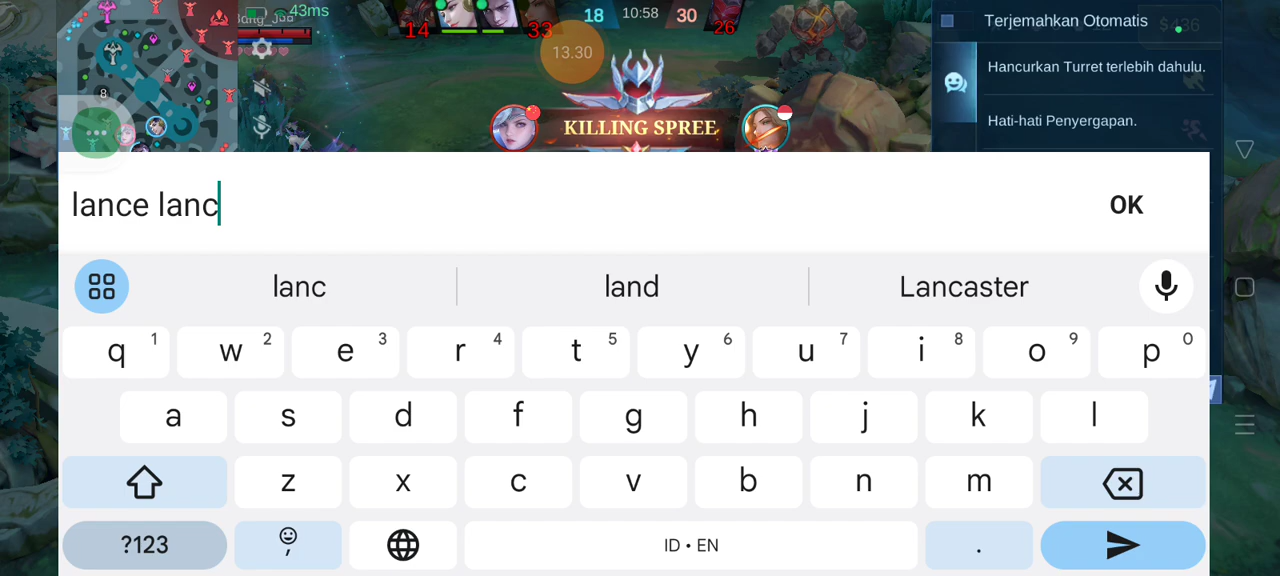 43ms
14
33
18
10:58
30
26
13.30
8
KILLING SPREE
Terjemahkan Otomatis
Hancurkan Turret terlebih dahulu.
Hati-hati Penyergapan.
lance lanc
OK
lanc
land
Lancaster
q 1 w 2 e 3 r 4 t 5 y 6 u 7 i 8 o 9 p 0
a s d f g h j k l
z x c v b n m
?123 , ID • EN .